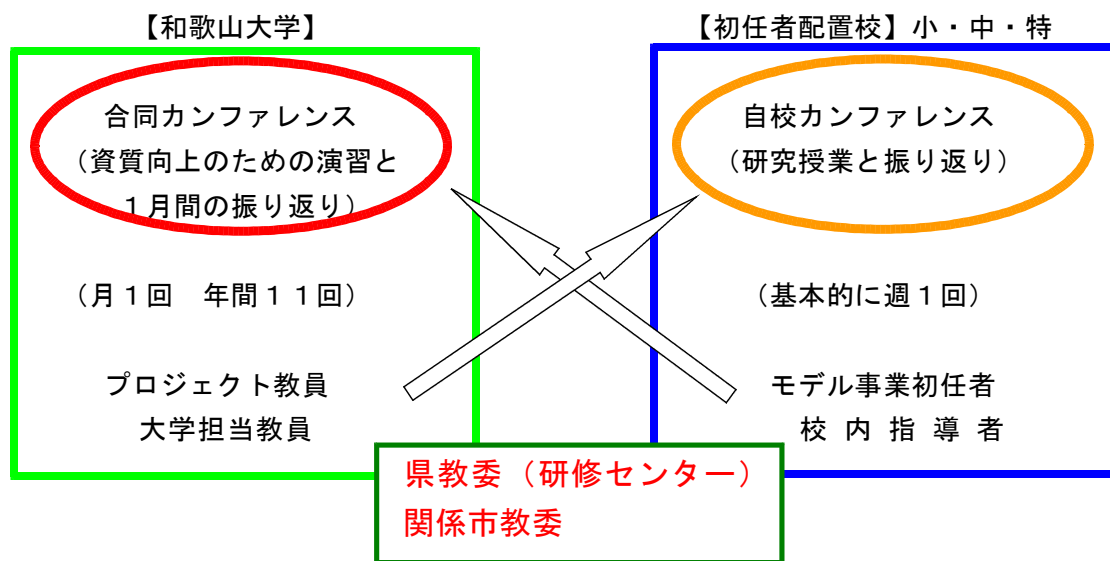 【和歌山大学】
合同カンファレンス
（資質向上のための演習と
１月間の振り返り）
（月１回　年間１１回）
プロジェクト教員
大学担当教員
【初任者配置校】小・中・特
自校カンファレンス
（研究授業と振り返り）
（基本的に週１回）
モデル事業初任者
校 内 指 導 者
県教委（研修センター）
関係市教委